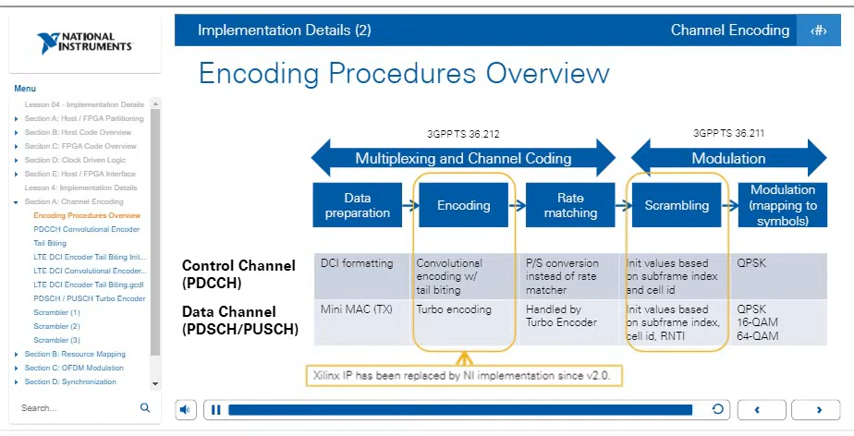 NATIONAL
INSTRUMENTS
Menu
Lesson 04 - Implementation Details
Section A: Host / FPGA Partitioning
Section B: Host Code Overview
Section C: FPGA Code Overview
Section D: Clock Driven Logic
Section E: Host / FPGA Interface
Lesson 4: Implementation Details
Section A: Channel Encoding
Encoding Procedures Overview
PDCCH Convolutional Encoder
Tail Biting
LTE DCI Encoder Tail Biting Init...
LTE DCI Convolutional Encoder...
LTE DCI Encoder Tail Biting.gcdl
PDSCH / PUSCH Turbo Encoder
Scrambler (1)
Scrambler (2)
Scrambler (3)
Section B: Resource Mapping
Section C: OFDM Modulation
Section D: Synchronization
Search...
Implementation Details (2)
Channel Encoding
‹#›
Encoding Procedures Overview
3GPP TS 36.212
3GPP TS 36.211
Multiplexing and Channel Coding
Modulation
Data
preparation
Encoding
Rate
matching
Scrambling
Modulation
(mapping to
symbols)
Control Channel
(PDCCH)
DCI formatting
Convolutional
encoding w/
tail biting
P/S conversion
instead of rate
matcher
Init values based
on subframe index
and cell id
QPSK
Data Channel
(PDSCH/PUSCH)
Mini MAC (TX)
Turbo encoding
Handled by
Turbo Encoder
Init values based
on subframe index,
cell id, RNTI
QPSK
16-QAM
64-QAM
Xilinx IP has been replaced by NI implementation since v2.0.